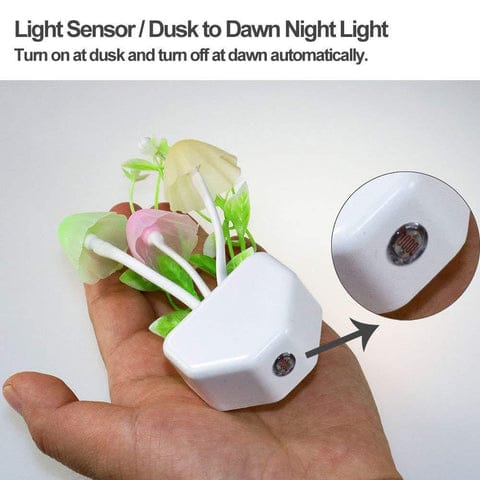 Light Sensor / Dusk to Dawn Night Light
Turn on at dusk and turn off at dawn automatically.